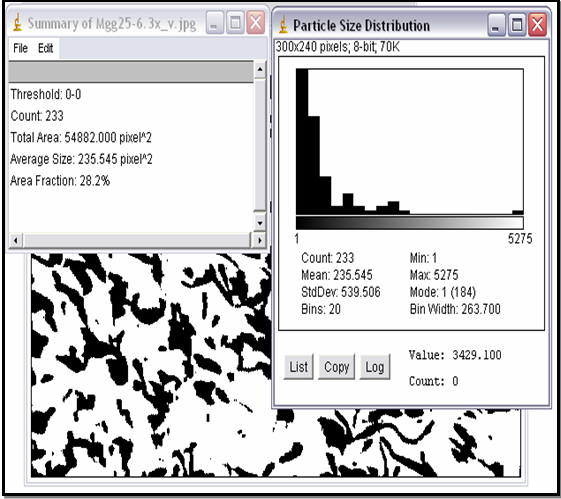 Summary of Mgg25-6.3x_v.jpg
File Edit
Threshold: 0-0
Count: 233
Total Area: 54882.000 pixel^2
Average Size: 235.545 pixel^2
Area Fraction: 28.2%
Particle Size Distribution
300x240 pixels; 8-bit; 70K
1 5275
Count: 233 Min: 1
Mean: 235.545 Max: 5275
StdDev: 539.506 Mode: 1 (184)
Bins: 20 Bin Width: 263.700
List Copy Log
Value: 3429.100
Count: 0